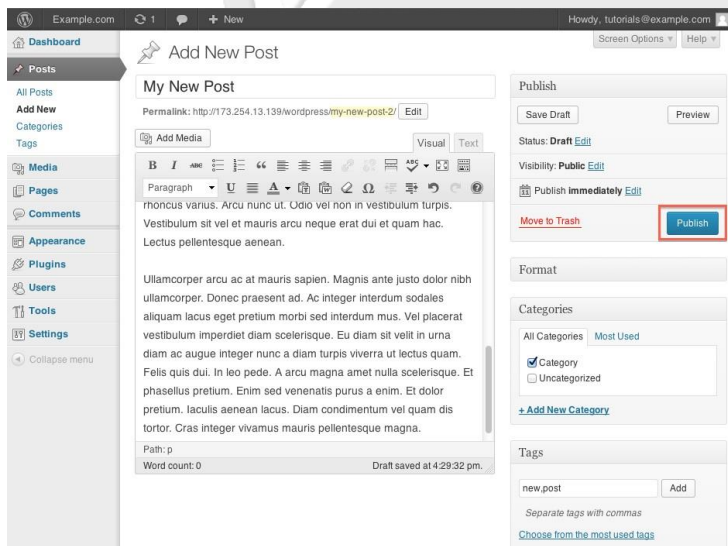 Example.com 1 + New Howdy, tutorials@example.com
Screen Options Help
Dashboard
Posts
All Posts
Add New
Categories
Tags
Media
Pages
Comments
Appearance
Plugins
Users
Tools
Settings
Collapse menu
Add New Post
My New Post
Permalink: http://173.254.13.139/wordpress/my-new-post-2/ Edit
Add Media
Visual Text
B I ABC
Paragraph U A Ω
rhoncus varius. Arcu nunc ut. Odio vel non in vestibulum turpis.
Vestibulum sit vel et mauris arcu neque erat dui et quam hac.
Lectus pellentesque aenean.
Ullamcorper arcu ac at mauris sapien. Magnis ante justo dolor nibh
ullamcorper. Donec praesent ad. Ac integer interdum sodales
aliquam lacus eget pretium morbi sed interdum mus. Vel placerat
vestibulum imperdiet diam scelerisque. Eu diam sit velit in urna
diam ac augue integer nunc a diam turpis viverra ut lectus quam.
Felis quis dui. In leo pede. A arcu magna amet nulla scelerisque. Et
phasellus pretium. Enim sed venenatis purus a enim. Et dolor
pretium. Iaculis aenean lacus. Diam condimentum vel quam dis
tortor. Cras integer vivamus mauris pellentesque magna.
Path: p
Word count: 0 Draft saved at 4:29:32 pm.
Publish
Save Draft Preview
Status: Draft Edit
Visibility: Public Edit
Publish immediately Edit
Move to Trash Publish
Format
Categories
All Categories Most Used
Category
Uncategorized
+ Add New Category
Tags
new,post Add
Separate tags with commas
Choose from the most used tags